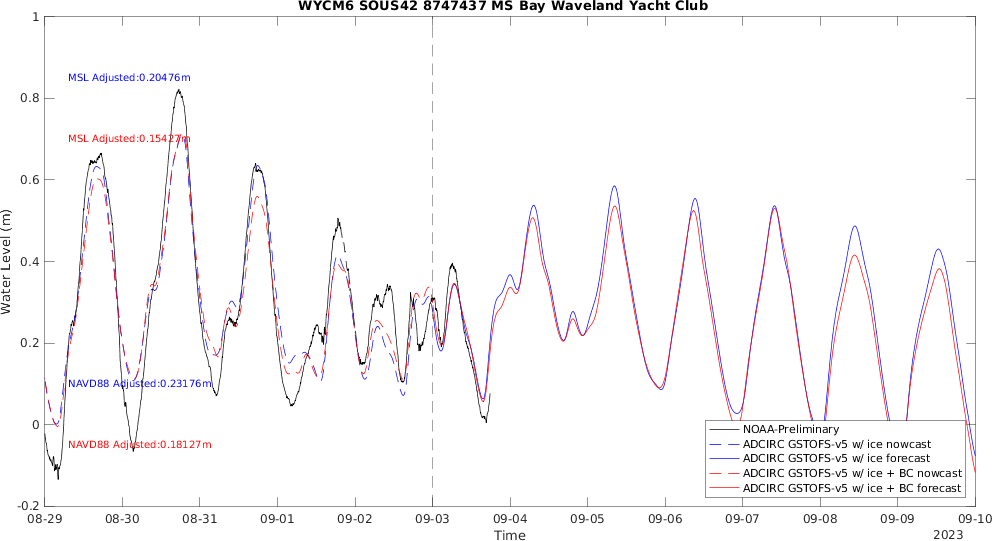 WYCM6 SOUS42 8747437 MS Bay Waveland Yacht Club
Water Level (m)
1
0.8
0.6
0.4
0.2
0
-0.2
MSL Adjusted:0.20476m
MSL Adjusted:0.15427m
NAVD88 Adjusted:0.23176m
NAVD88 Adjusted:0.18127m
NOAA-Preliminary
ADCIRC GSTOFS-v5 w/ ice nowcast
ADCIRC GSTOFS-v5 w/ ice forecast
ADCIRC GSTOFS-v5 w/ ice + BC nowcast
ADCIRC GSTOFS-v5 w/ ice + BC forecast
08-29 08-30 08-31 09-01 09-02 09-03 09-04 09-05 09-06 09-07 09-08 09-09 09-10
Time
2023